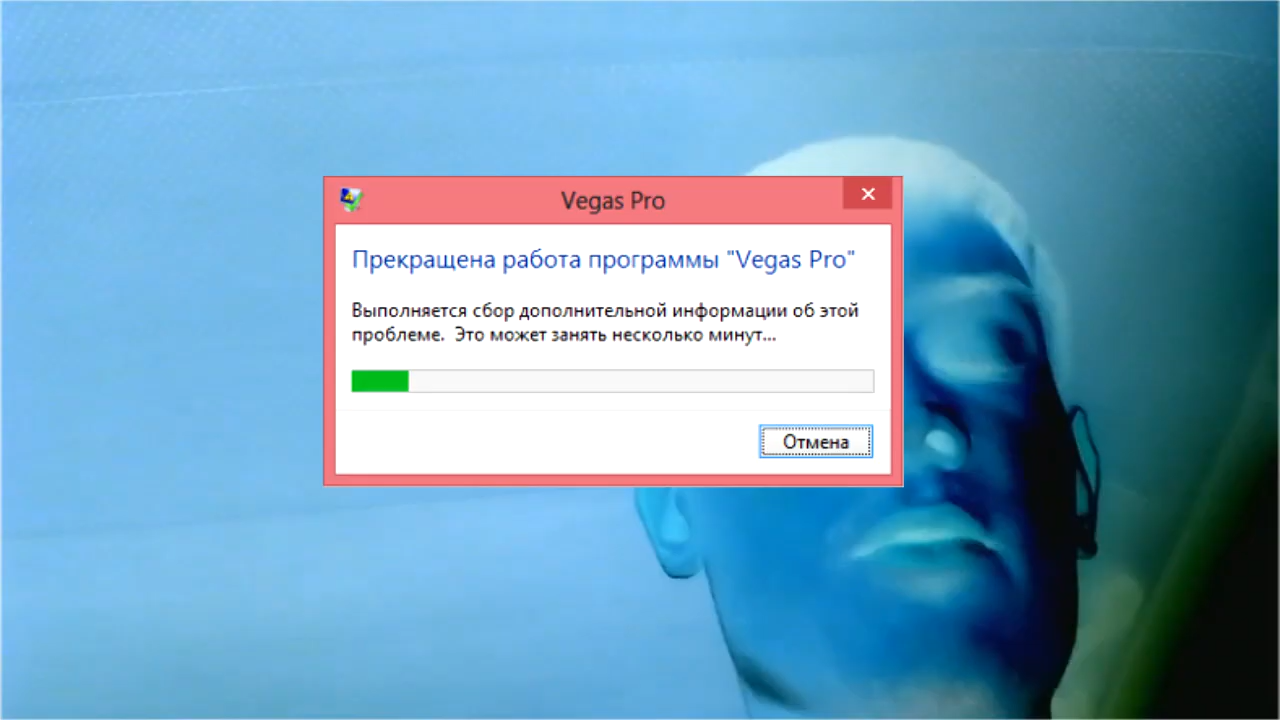 Vegas Pro
Прекращена работа программы "Vegas Pro"
Выполняется сбор дополнительной информации об этой
проблеме.  Это может занять несколько минут...
Отмена